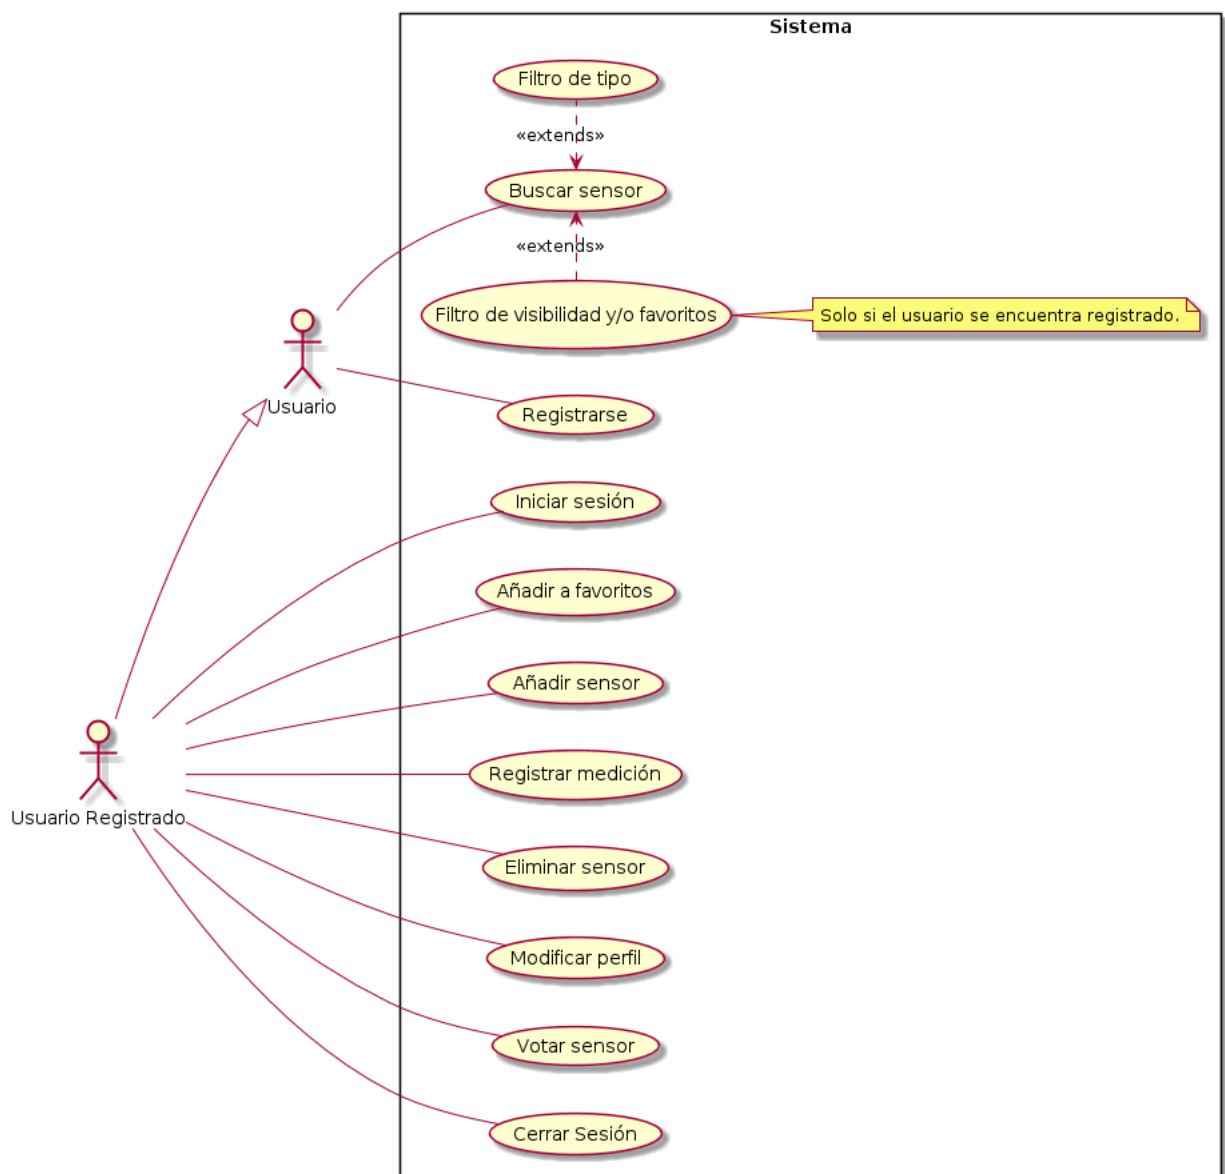 Sistema
Filtro de tipo
«extends»
Buscar sensor
«extends»
Filtro de visibilidad y/o favoritos
Solo si el usuario se encuentra registrado.
Usuario
Registrarse
Iniciar sesión
Añadir a favoritos
Añadir sensor
Registrar medición
Usuario Registrado
Eliminar sensor
Modificar perfil
Votar sensor
Cerrar Sesión